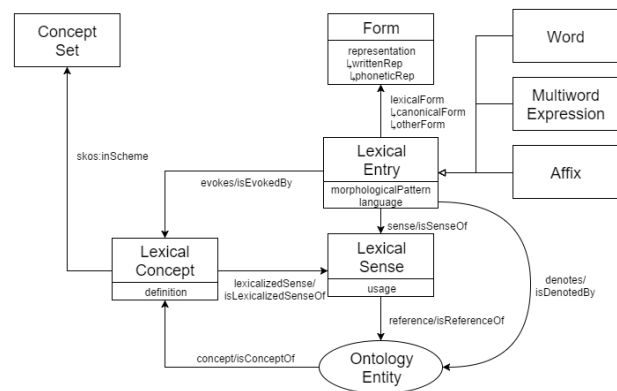 Concept
Set
Form
representation
↳writtenRep
↳phoneticRep
Word
Multiword
Expression
Affix
lexicalForm
↳canonicalForm
↳otherForm
skos:inScheme
Lexical
Entry
morphologicalPattern
language
evokes/isEvokedBy
sense/isSenseOf
Lexical
Concept
definition
lexicalizedSense/
isLexicalizedSenseOf
Lexical
Sense
usage
denotes/
isDenotedBy
reference/isReferenceOf
concept/isConceptOf
Ontology
Entity